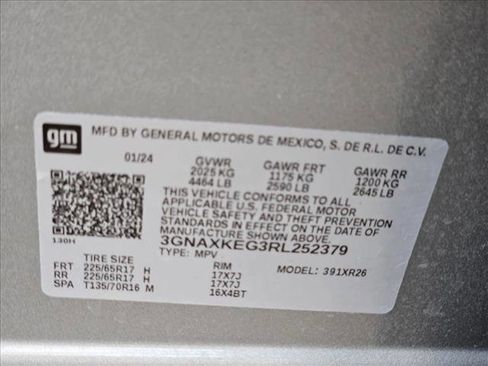 gm MFD BY GENERAL MOTORS DE MEXICO, S. DE R.L. DE C.V.
01/24 GVWR GAWR FRT GAWR RR
2025 KG 1175 KG 1200 KG
4464 LB 2590 LB 2645 LB
THIS VEHICLE CONFORMS TO ALL
APPLICABLE U.S. FEDERAL MOTOR
VEHICLE SAFETY AND THEFT PREVENTION
STANDARDS IN EFFECT ON THE DATE OF
MANUFACTURE SHOWN ABOVE.
130H 3GNAXKEG3RL252379
TYPE: MPV
TIRE SIZE RIM MODEL: 391XR26
FRT 225/65R17 H 17X7J
RR 225/65R17 H 17X7J
SPA T135/70R16 M 16X4BT